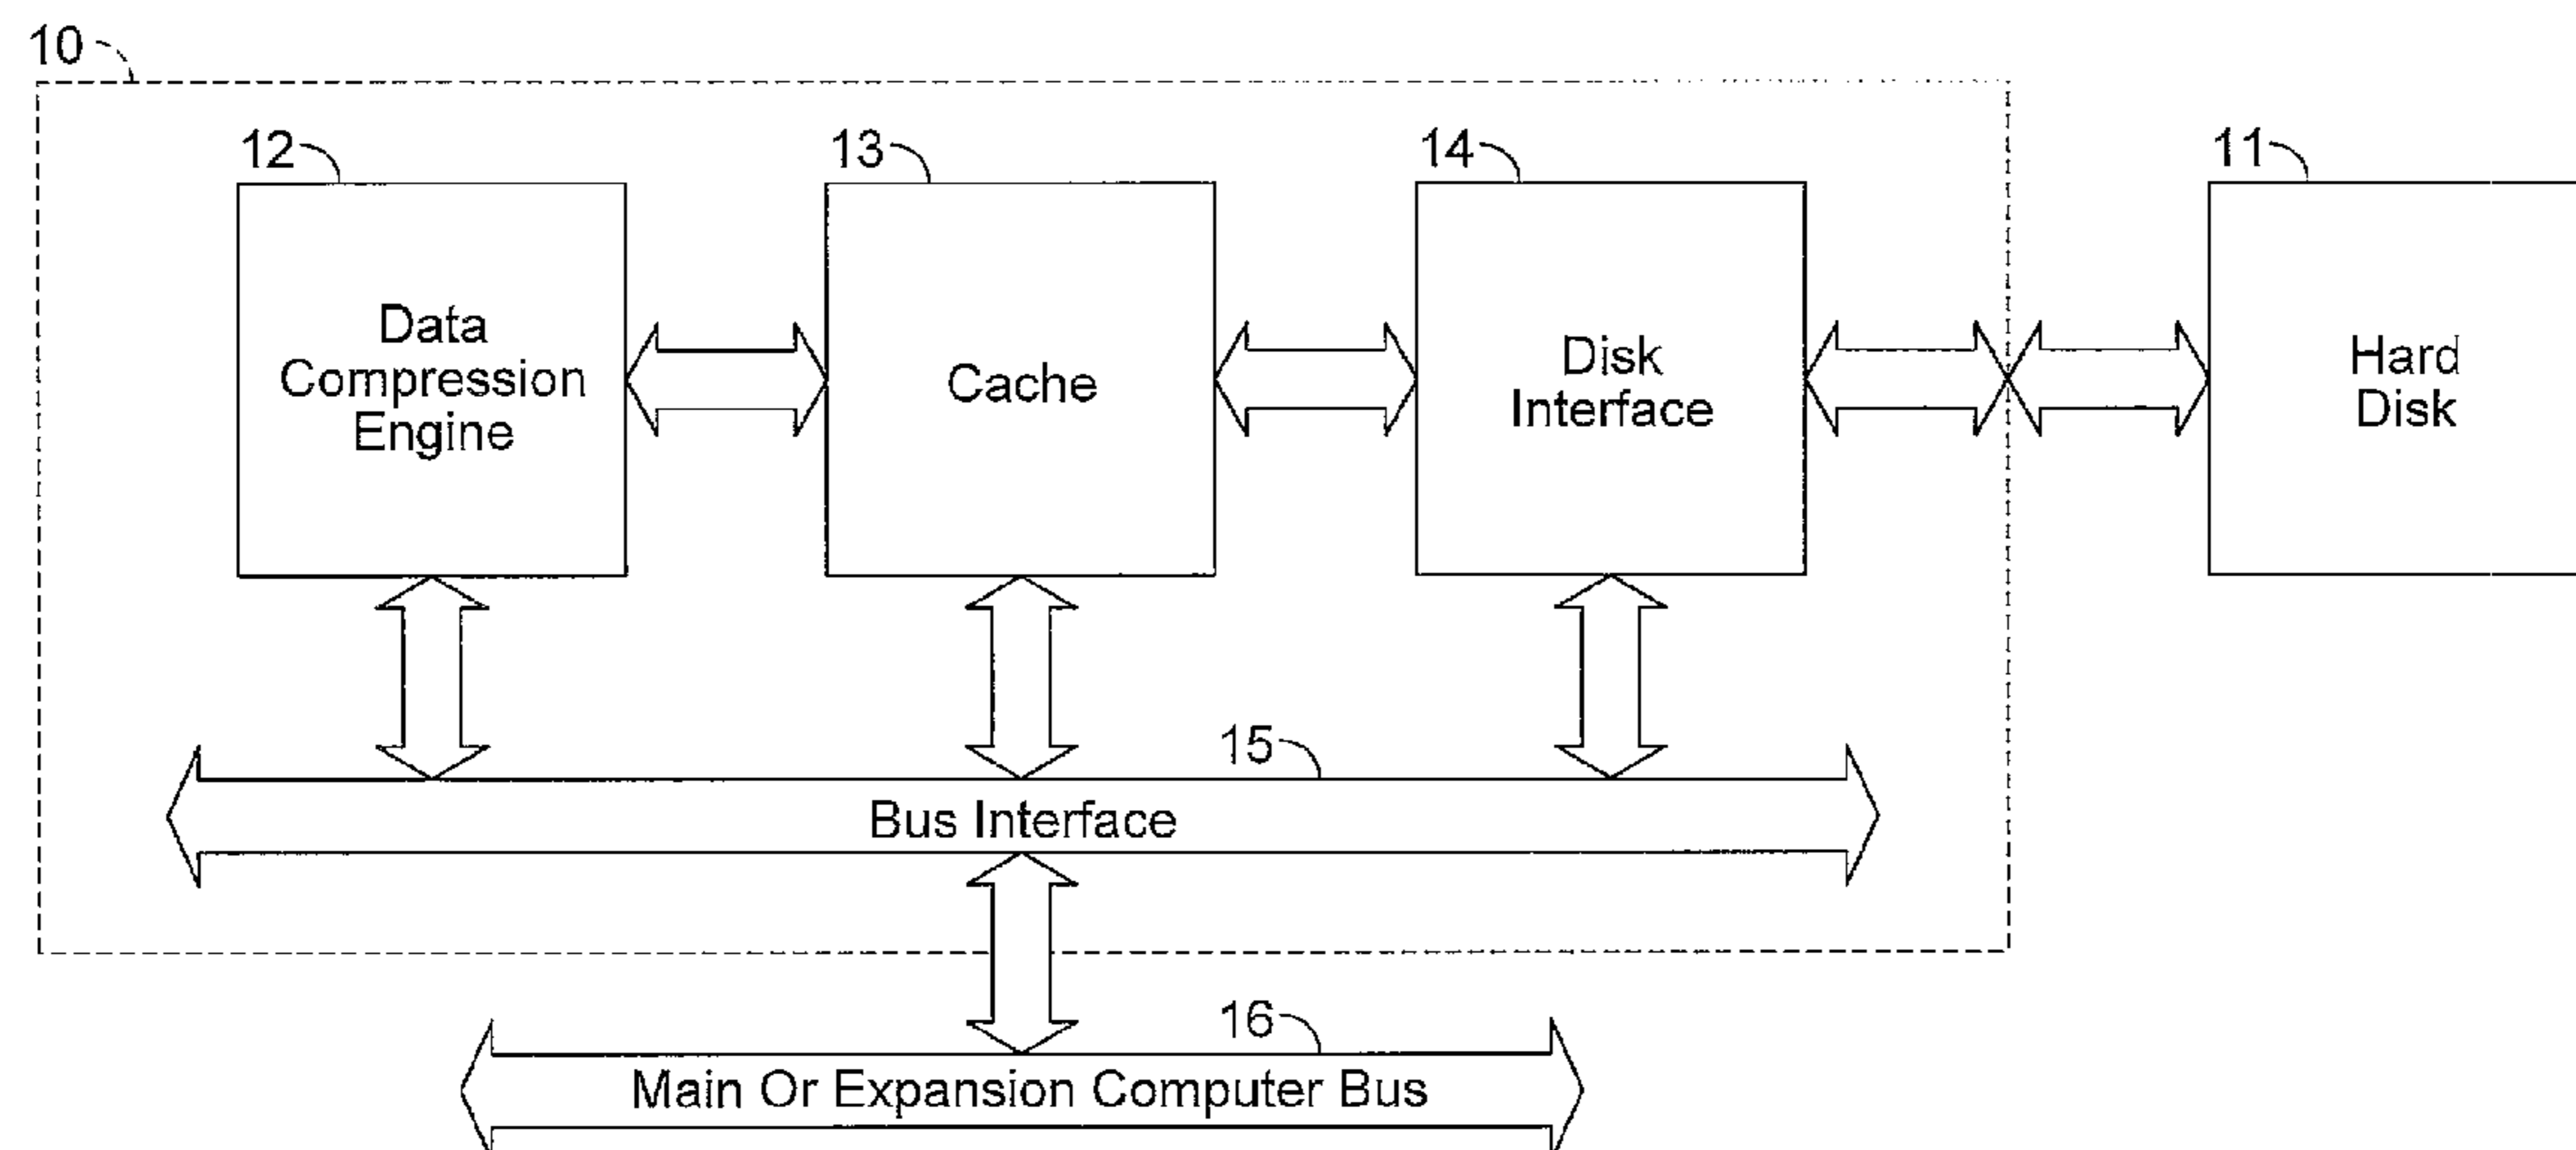 10
12
13
14
11
Data
Compression
Engine
Cache
Disk
Interface
Hard
Disk
15
Bus Interface
16
Main Or Expansion Computer Bus